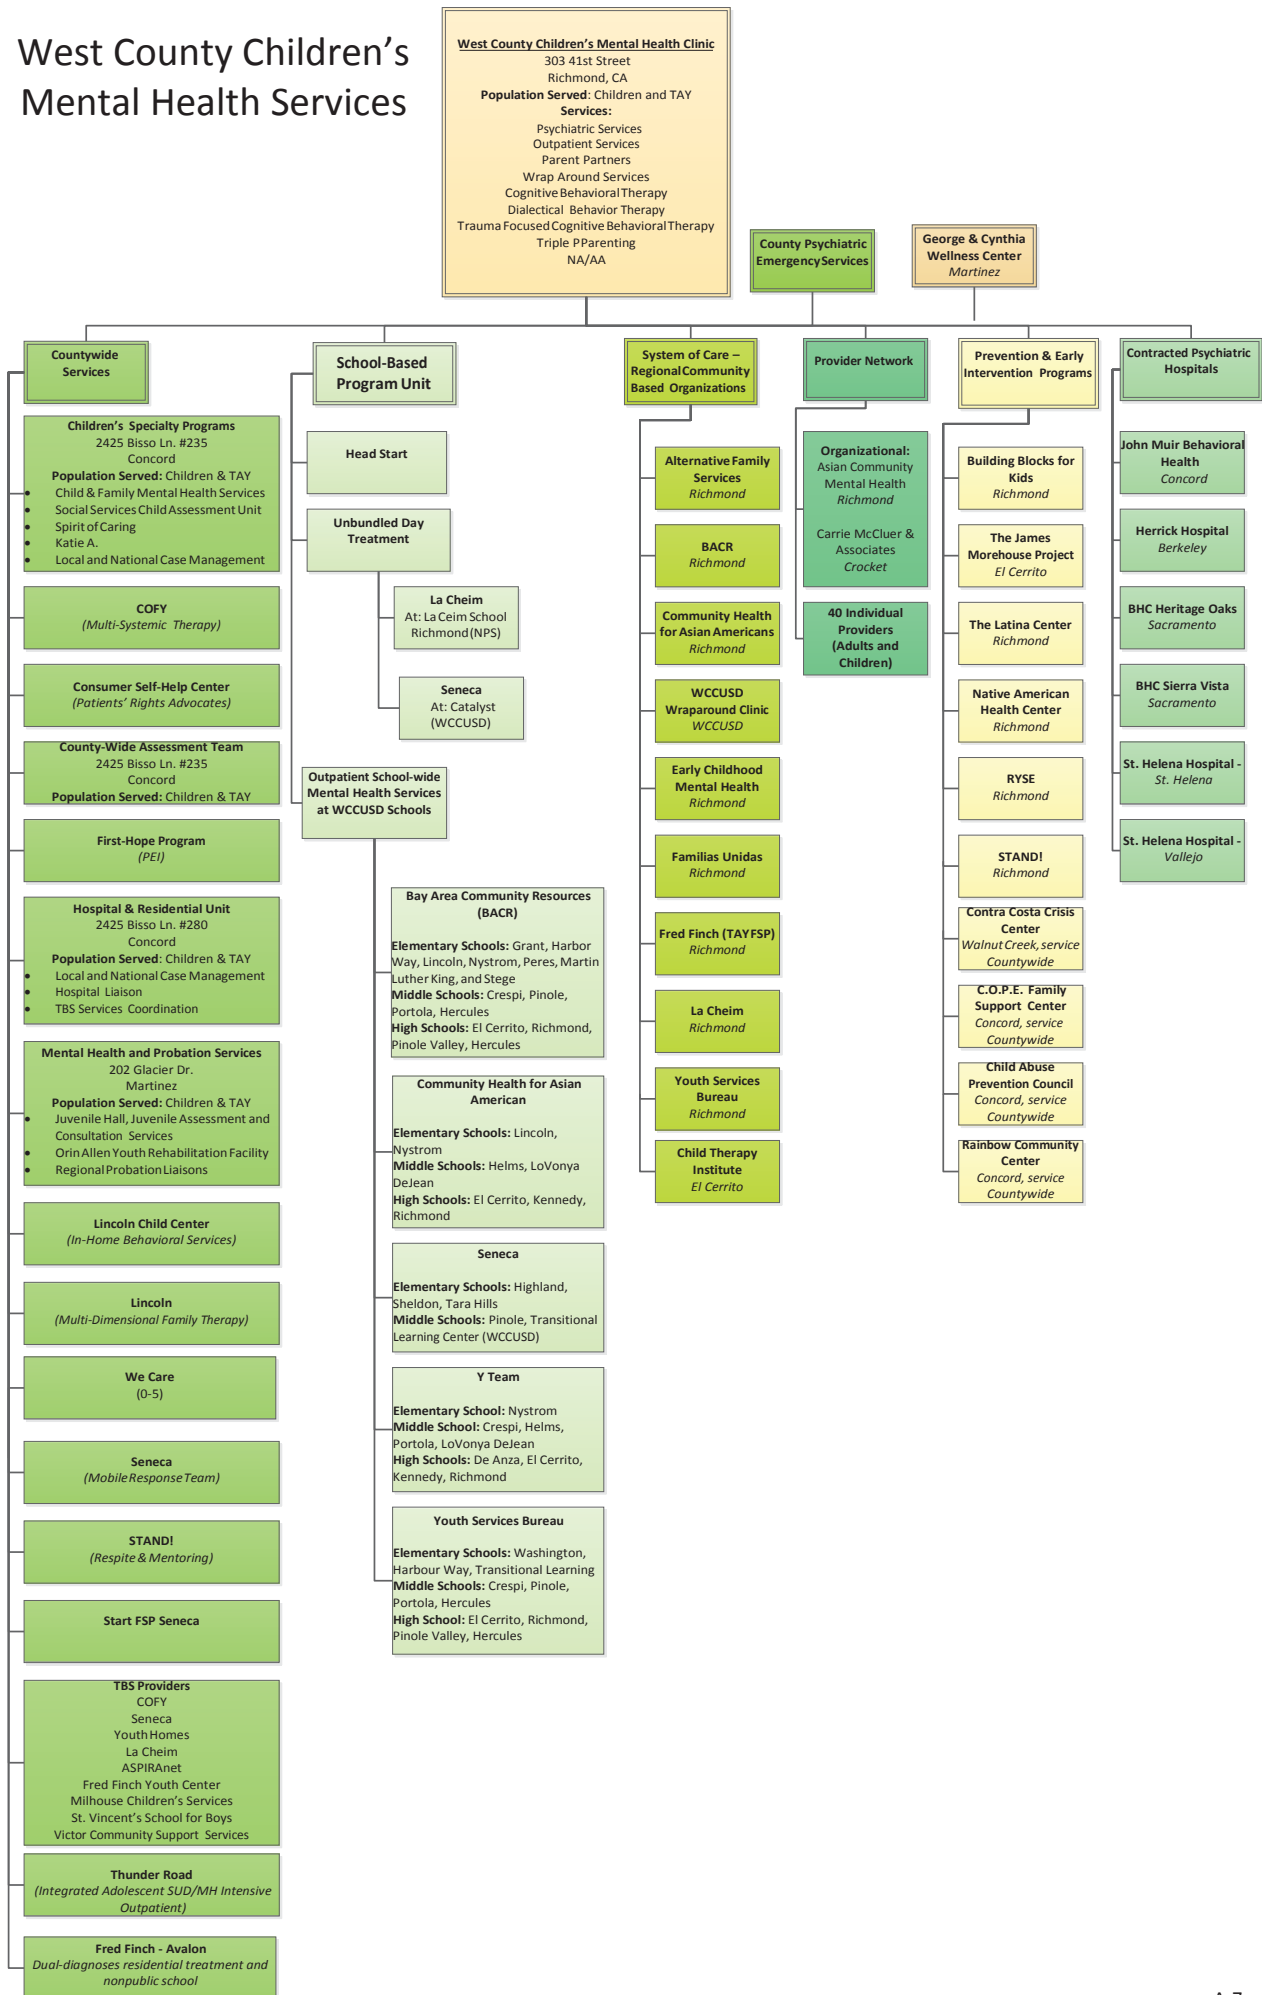 West County Children's
Mental Health Services
West County Children's Mental Health Clinic
303 41st Street
Richmond, CA
Population Served: Children and TAY
Services:
Psychiatric Services
Outpatient Services
Parent Partners
Wrap Around Services
Cognitive Behavioral Therapy
Dialectical Behavior Therapy
Trauma Focused Cognitive Behavioral Therapy
Triple P Parenting
NA/AA
County Psychiatric
Emergency Services
George & Cynthia
Wellness Center
Martinez
Countywide
Services
Children's Specialty Programs
2425 Bisso Ln. #235
Concord
Population Served: Children & TAY
• Child & Family Mental Health Services
• Social Services Child Assessment Unit
• Spirit of Caring
• Katie A.
• Local and National Case Management
COFY
(Multi-Systemic Therapy)
Consumer Self-Help Center
(Patients' Rights Advocates)
County-Wide Assessment Team
2425 Bisso Ln. #235
Concord
Population Served: Children & TAY
First-Hope Program
(PEI)
Hospital & Residential Unit
2425 Bisso Ln. #280
Concord
Population Served: Children & TAY
• Local and National Case Management
• Hospital Liaison
• TBS Services Coordination
Mental Health and Probation Services
202 Glacier Dr.
Martinez
Population Served: Children & TAY
• Juvenile Hall, Juvenile Assessment and
Consultation Services
• Orin Allen Youth Rehabilitation Facility
• Regional Probation Liaisons
Lincoln Child Center
(In-Home Behavioral Services)
Lincoln
(Multi-Dimensional Family Therapy)
We Care
(0-5)
Seneca
(Mobile Response Team)
STAND!
(Respite & Mentoring)
Start FSP Seneca
TBS Providers
COFY
Seneca
Youth Homes
La Cheim
ASPIRAnet
Fred Finch Youth Center
Milhouse Children's Services
St. Vincent's School for Boys
Victor Community Support Services
Thunder Road
(Integrated Adolescent SUD/MH Intensive
Outpatient)
Fred Finch - Avalon
Dual-diagnoses residential treatment and
nonpublic school
School-Based
Program Unit
Head Start
Unbundled Day
Treatment
La Cheim
At: La Ceim School
Richmond (NPS)
Seneca
At: Catalyst
(WCCUSD)
Outpatient School-wide
Mental Health Services
at WCCUSD Schools
Bay Area Community Resources
(BACR)
Elementary Schools: Grant, Harbor
Way, Lincoln, Nystrom, Peres, Martin
Luther King, and Stege
Middle Schools: Crespi, Pinole,
Portola, Hercules
High Schools: El Cerrito, Richmond,
Pinole Valley, Hercules
Community Health for Asian
American
Elementary Schools: Lincoln,
Nystrom
Middle Schools: Helms, LoVonya
DeJean
High Schools: El Cerrito, Kennedy,
Richmond
Seneca
Elementary Schools: Highland,
Sheldon, Tara Hills
Middle Schools: Pinole, Transitional
Learning Center (WCCUSD)
Y Team
Elementary School: Nystrom
Middle School: Crespi, Helms,
Portola, LoVonya DeJean
High Schools: De Anza, El Cerrito,
Kennedy, Richmond
Youth Services Bureau
Elementary Schools: Washington,
Harbour Way, Transitional Learning
Middle Schools: Crespi, Pinole,
Portola, Hercules
High School: El Cerrito, Richmond,
Pinole Valley, Hercules
System of Care –
Regional Community
Based Organizations
Alternative Family
Services
Richmond
BACR
Richmond
Community Health
for Asian Americans
Richmond
WCCUSD
Wraparound Clinic
WCCUSD
Early Childhood
Mental Health
Richmond
Familias Unidas
Richmond
Fred Finch (TAY FSP)
Richmond
La Cheim
Richmond
Youth Services
Bureau
Richmond
Child Therapy
Institute
El Cerrito
Provider Network
Organizational:
Asian Community
Mental Health
Richmond
Carrie McCluer &
Associates
Crocket
40 Individual
Providers
(Adults and
Children)
Prevention & Early
Intervention Programs
Building Blocks for
Kids
Richmond
The James
Morehouse Project
El Cerrito
The Latina Center
Richmond
Native American
Health Center
Richmond
RYSE
Richmond
STAND!
Richmond
Contra Costa Crisis
Center
Walnut Creek, service
Countywide
C.O.P.E. Family
Support Center
Concord, service
Countywide
Child Abuse
Prevention Council
Concord, service
Countywide
Rainbow Community
Center
Concord, service
Countywide
Contracted Psychiatric
Hospitals
John Muir Behavioral
Health
Concord
Herrick Hospital
Berkeley
BHC Heritage Oaks
Sacramento
BHC Sierra Vista
Sacramento
St. Helena Hospital -
St. Helena
St. Helena Hospital -
Vallejo